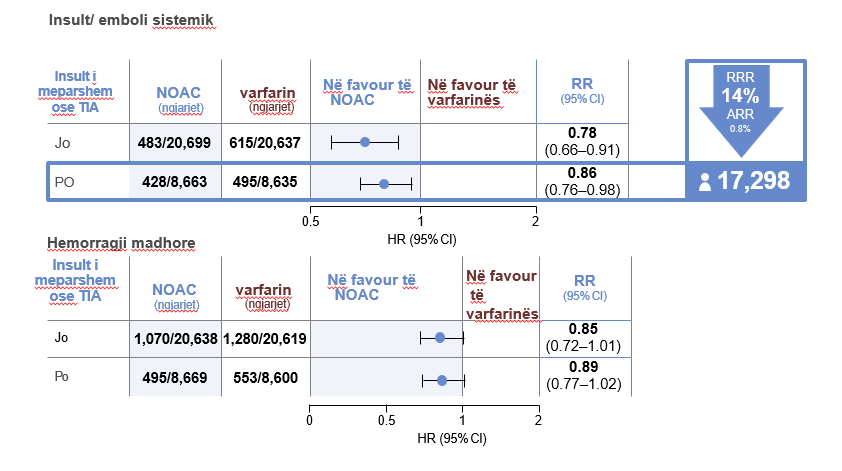 Insult/ emboli sistemik
Insult i
meparshem
ose TIA
NOAC
(ngjarjet)
varfarin
(ngjarjet)
Në favour të
NOAC
Në favour të
varfarinës
RR
(95% CI)
RRR
14%
ARR
0.8%
Jo
483/20,699
615/20,637
0.78
(0.66–0.91)
PO
428/8,663
495/8,635
0.86
(0.76–0.98)
17,298
0.5
1
2
HR (95% CI)
Hemorragji madhore
Insult i
meparshem
ose TIA
NOAC
(ngjarjet)
varfarin
(ngjarjet)
Në favour të
NOAC
Në favour
të
varfarinës
RR
(95% CI)
Jo
1,070/20,638
1,280/20,619
0.85
(0.72–1.01)
Po
495/8,669
553/8,600
0.89
(0.77–1.02)
0
0.5
1
2
HR (95% CI)